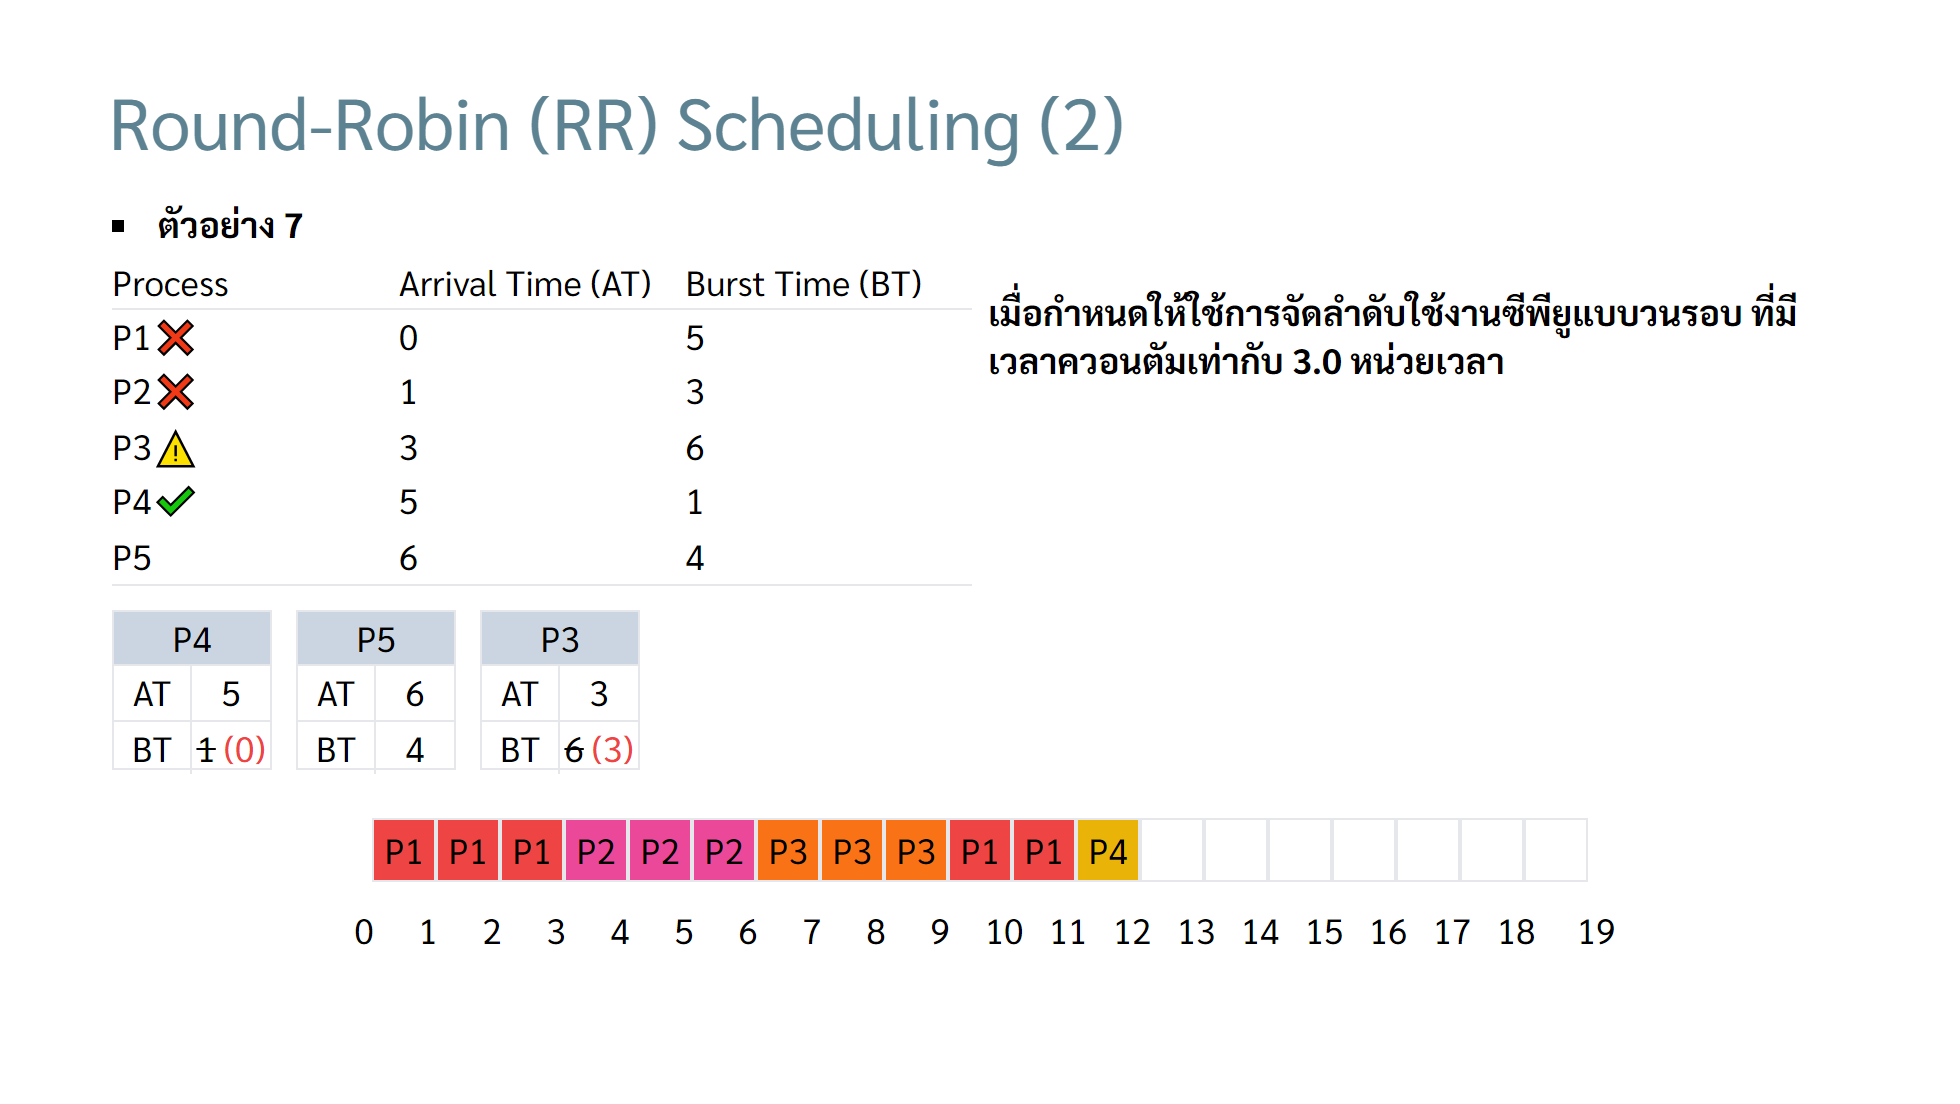 Round-Robin (RR) Scheduling (2)
ตัวอย่าง 7
Process Arrival Time (AT) Burst Time (BT)
P1 0 5
P2 1 3
P3 3 6
P4 5 1
P5 6 4
เมื่อกำหนดให้ใช้การจัดลำดับใช้งานซีพียูแบบวนรอบ ที่มี
เวลาควอนตัมเท่ากับ 3.0 หน่วยเวลา
P4 P5 P3
AT 5 AT 6 AT 3
BT 1 (0) BT 4 BT 6 (3)
P1 P1 P1 P2 P2 P2 P3 P3 P3 P1 P1 P4
0 1 2 3 4 5 6 7 8 9 10 11 12 13 14 15 16 17 18 19